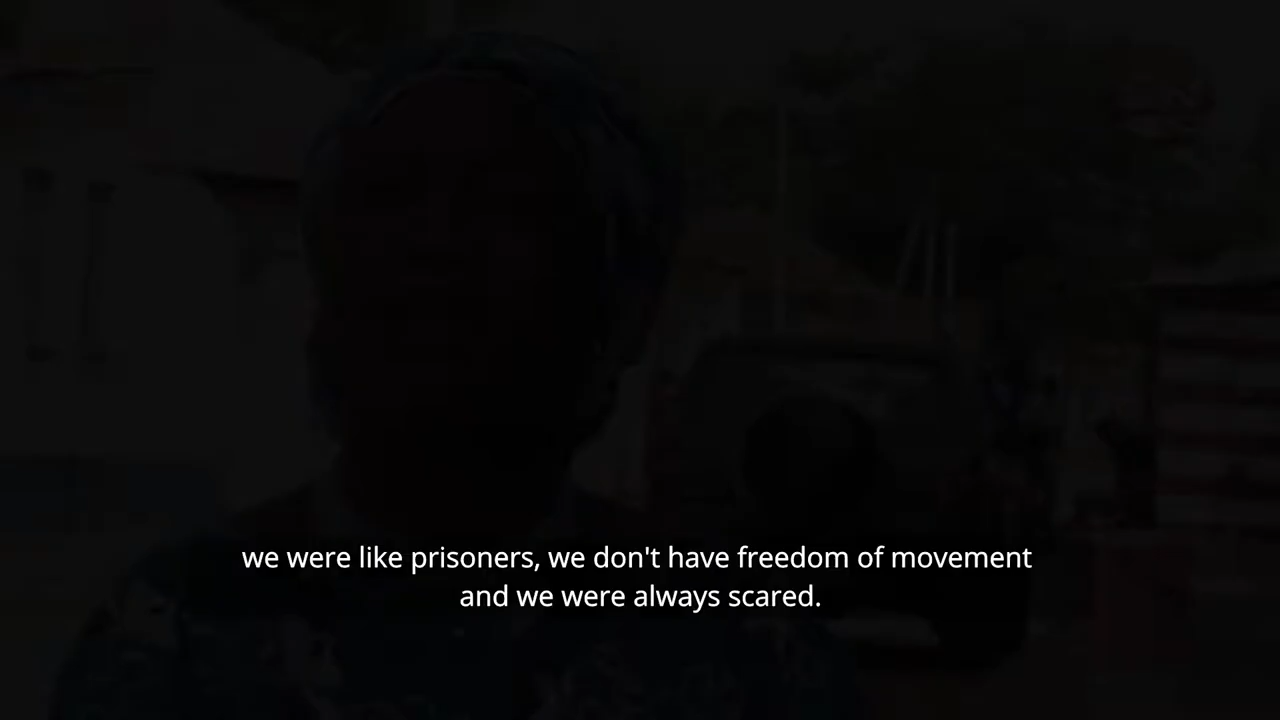 we were like prisoners, we don't have freedom of movement
and we were always scared.